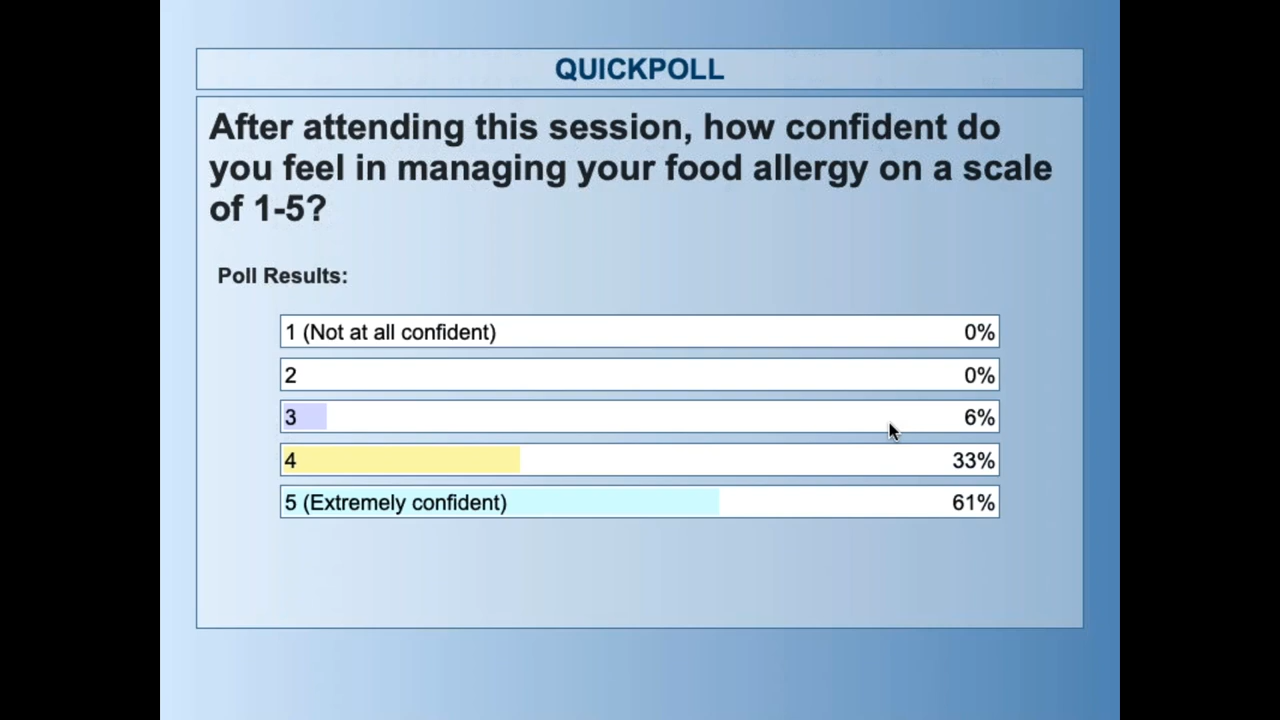 QUICKPOLL
After attending this session, how confident do
you feel in managing your food allergy on a scale
of 1-5?
Poll Results:
1 (Not at all confident) 0%
2 0%
3 6%
4 33%
5 (Extremely confident) 61%